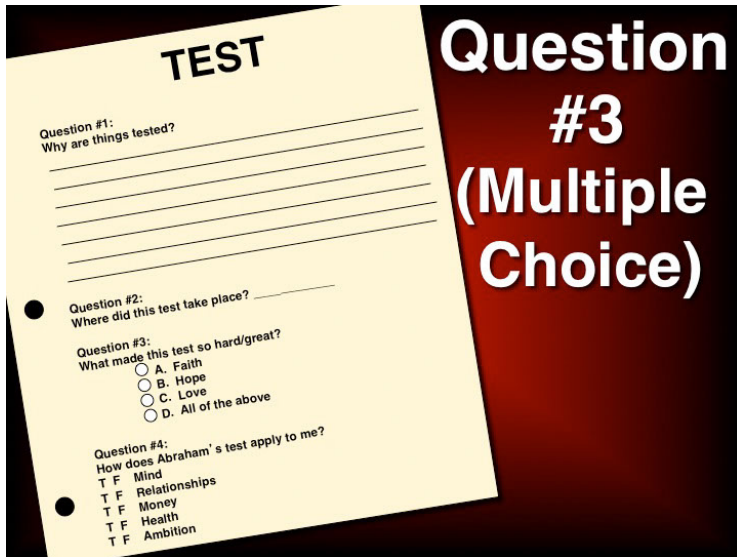 TEST
Question #1:
Why are things tested?
Question #2:
Where did this test take place? ____________
Question #3:
What made this test so hard/great?
A. Faith
B. Hope
C. Love
D. All of the above
Question #4:
How does Abraham's test apply to me?
T F Mind
T F Relationships
T F Money
T F Health
T F Ambition
Question
#3
(Multiple
Choice)